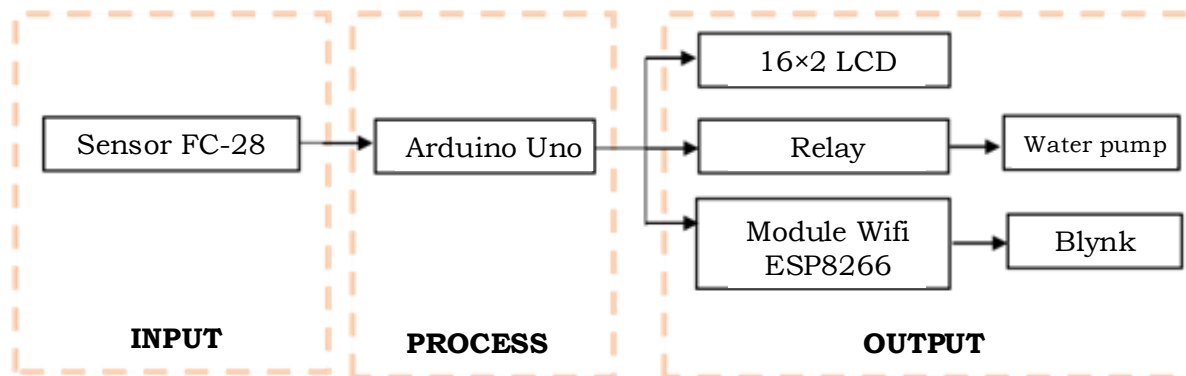 16×2 LCD
Sensor FC-28
Arduino Uno
Relay
Water pump
Module Wifi
ESP8266
Blynk
INPUT
PROCESS
OUTPUT